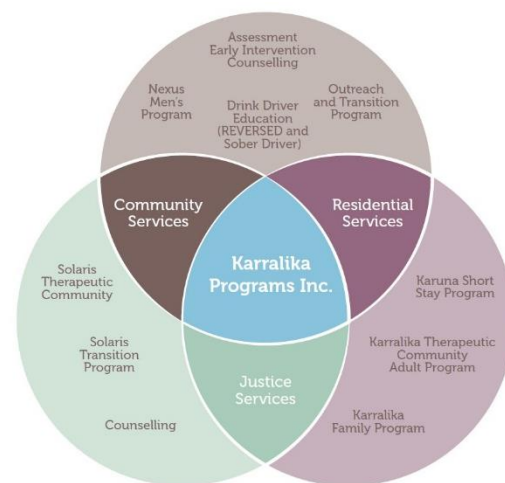 Assessment
Early Intervention
Counselling
Nexus
Men's
Program
Drink Driver
Education
(REVERSED and
Sober Driver)
Outreach
and Transition
Program
Community
Services
Residential
Services
Karralika
Programs Inc.
Solaris
Therapeutic
Community
Solaris
Transition
Program
Counselling
Justice
Services
Karuna Short
Stay Program
Karralika Therapeutic
Community
Adult Program
Karralika
Family Program